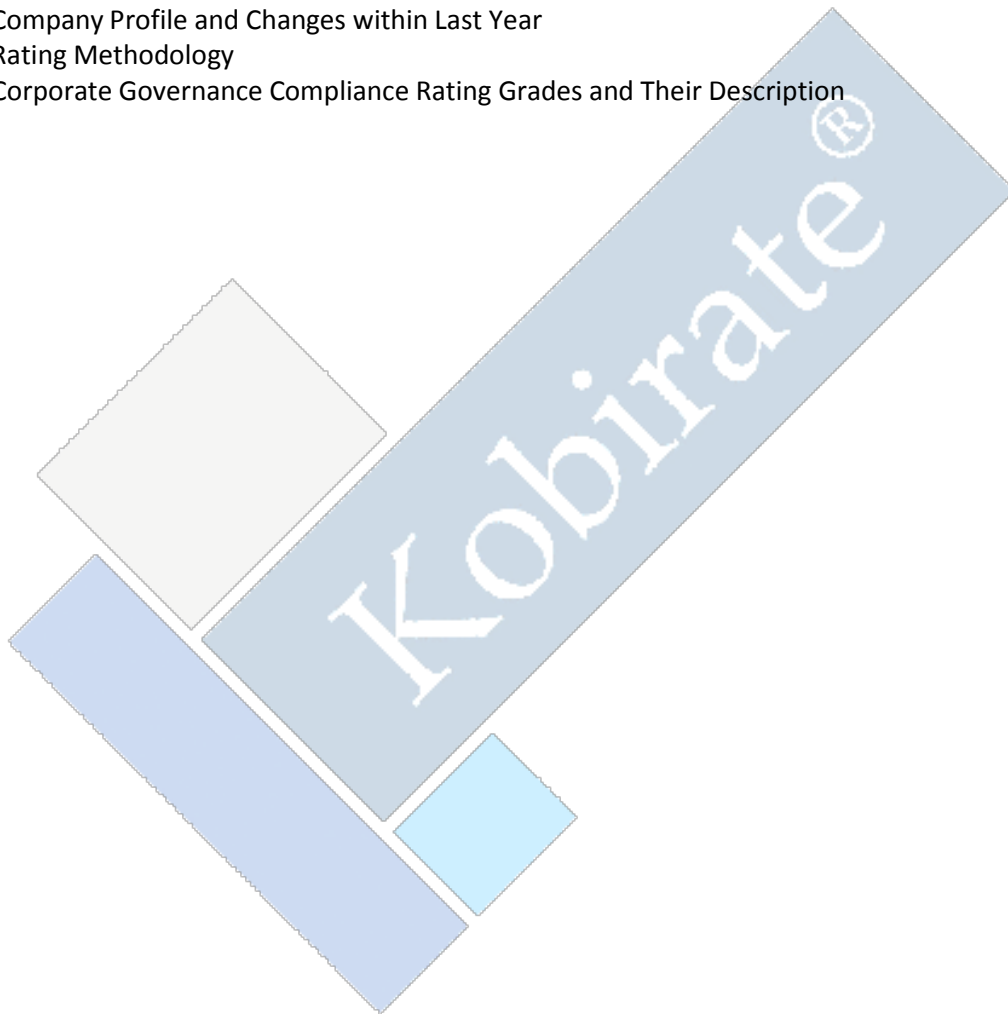 Company Profile and Changes within Last Year
Rating Methodology
Corporate Governance Compliance Rating Grades and Their Description
Kobirate ®